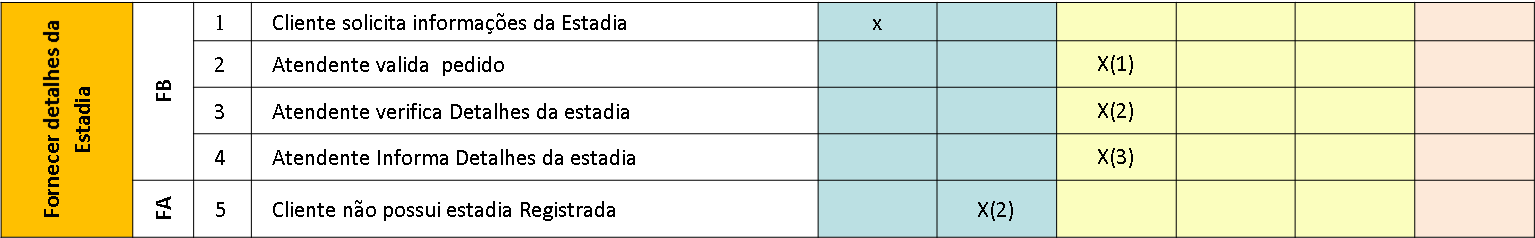 Fornecer detalhes da
Estadia
FB
1 Cliente solicita informações da Estadia x
2 Atendente valida pedido X(1)
3 Atendente verifica Detalhes da estadia X(2)
4 Atendente Informa Detalhes da estadia X(3)
FA
5 Cliente não possui estadia Registrada X(2)